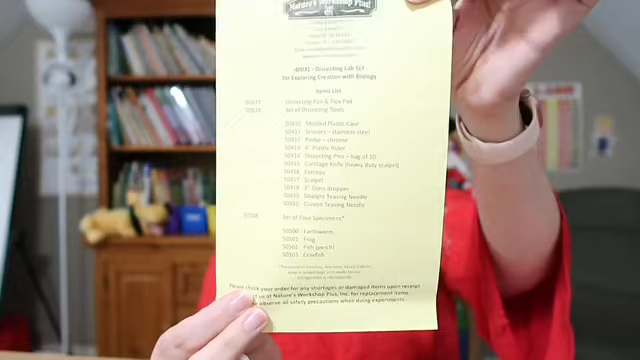 Nature's Workshop Plus!
40031 - Dissecting Lab Set
for Exploring Creation with Biology
Items List
Dissecting Pan & Flex Pad
Set of Dissecting Tools
50410 Molded Plastic Case
50411 Scissors - stainless steel
50412 Probe - chrome
50413 6" Plastic Ruler
50414 Dissecting Pins - bag of 10
50415 Cartilage Knife (heavy duty scalpel)
50416 Forceps
50417 Scalpel
50418 3" Glass dropper
50419 Straight Teasing Needle
50420 Curved Teasing Needle
Set of Four Specimens*
50500 Earthworm
50501 Frog
50502 Fish (perch)
50503 Crayfish
Please check your order for any shortages or damaged items upon receipt
us at Nature's Workshop Plus, Inc. for replacement items
observe all safety precautions when doing experiments.